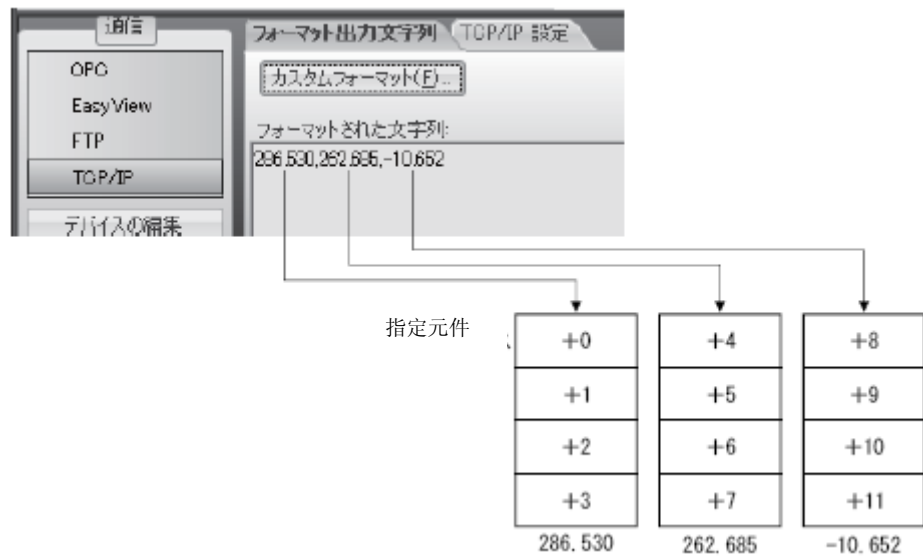 通信
フォーマット出力文字列
TCP/IP 設定
OPC
EasyView
FTP
TCP/IP
デバイスの編集
カスタムフォーマット(F)...
フォーマットされた文字列:
286.530,262.685,-10.652
指定元件
+0 +4 +8
+1 +5 +9
+2 +6 +10
+3 +7 +11
286.530 262.685 -10.652